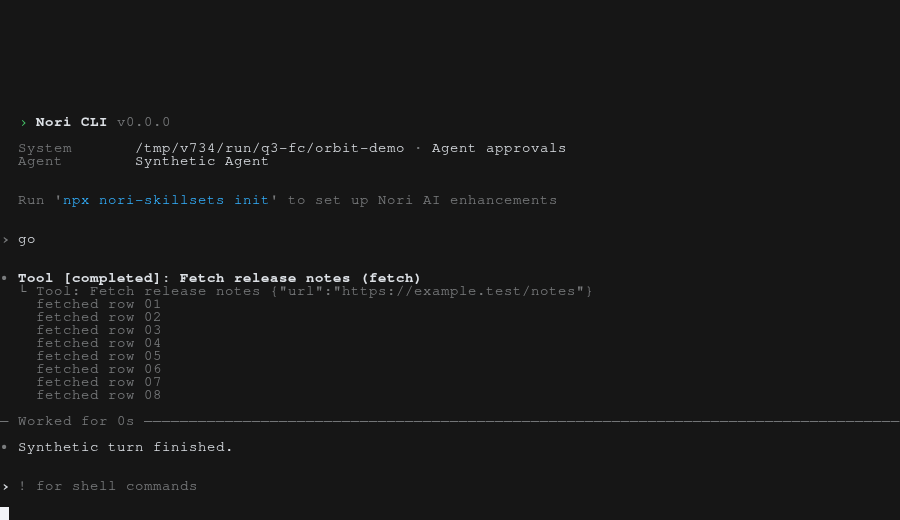 › Nori CLI v0.0.0
System /tmp/v734/run/q3-fc/orbit-demo · Agent approvals
Agent Synthetic Agent
Run 'npx nori-skillsets init' to set up Nori AI enhancements
› go
• Tool [completed]: Fetch release notes (fetch)
└ Tool: Fetch release notes {"url":"https://example.test/notes"}
fetched row 01
fetched row 02
fetched row 03
fetched row 04
fetched row 05
fetched row 06
fetched row 07
fetched row 08
─ Worked for 0s ─
• Synthetic turn finished.
› ! for shell commands